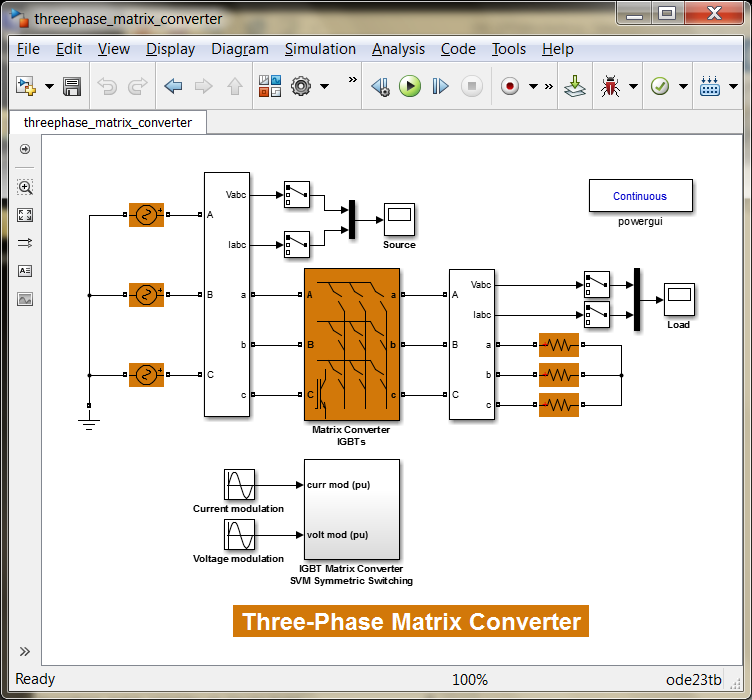 threephase_matrix_converter
File Edit View Display Diagram Simulation Analysis Code Tools Help
» »
threephase_matrix_converter
Vabc
A
Iabc
Source
Continuous
powergui
B
a
b
C
c
A
a
B
b
C
c
Matrix Converter
IGBTs
Vabc
A
Iabc
B
a
b
C
c
Load
Current modulation
curr mod (pu)
Voltage modulation
volt mod (pu)
IGBT Matrix Converter
SVM Symmetric Switching
Three-Phase Matrix Converter
A≡
»
Ready 100% ode23tb